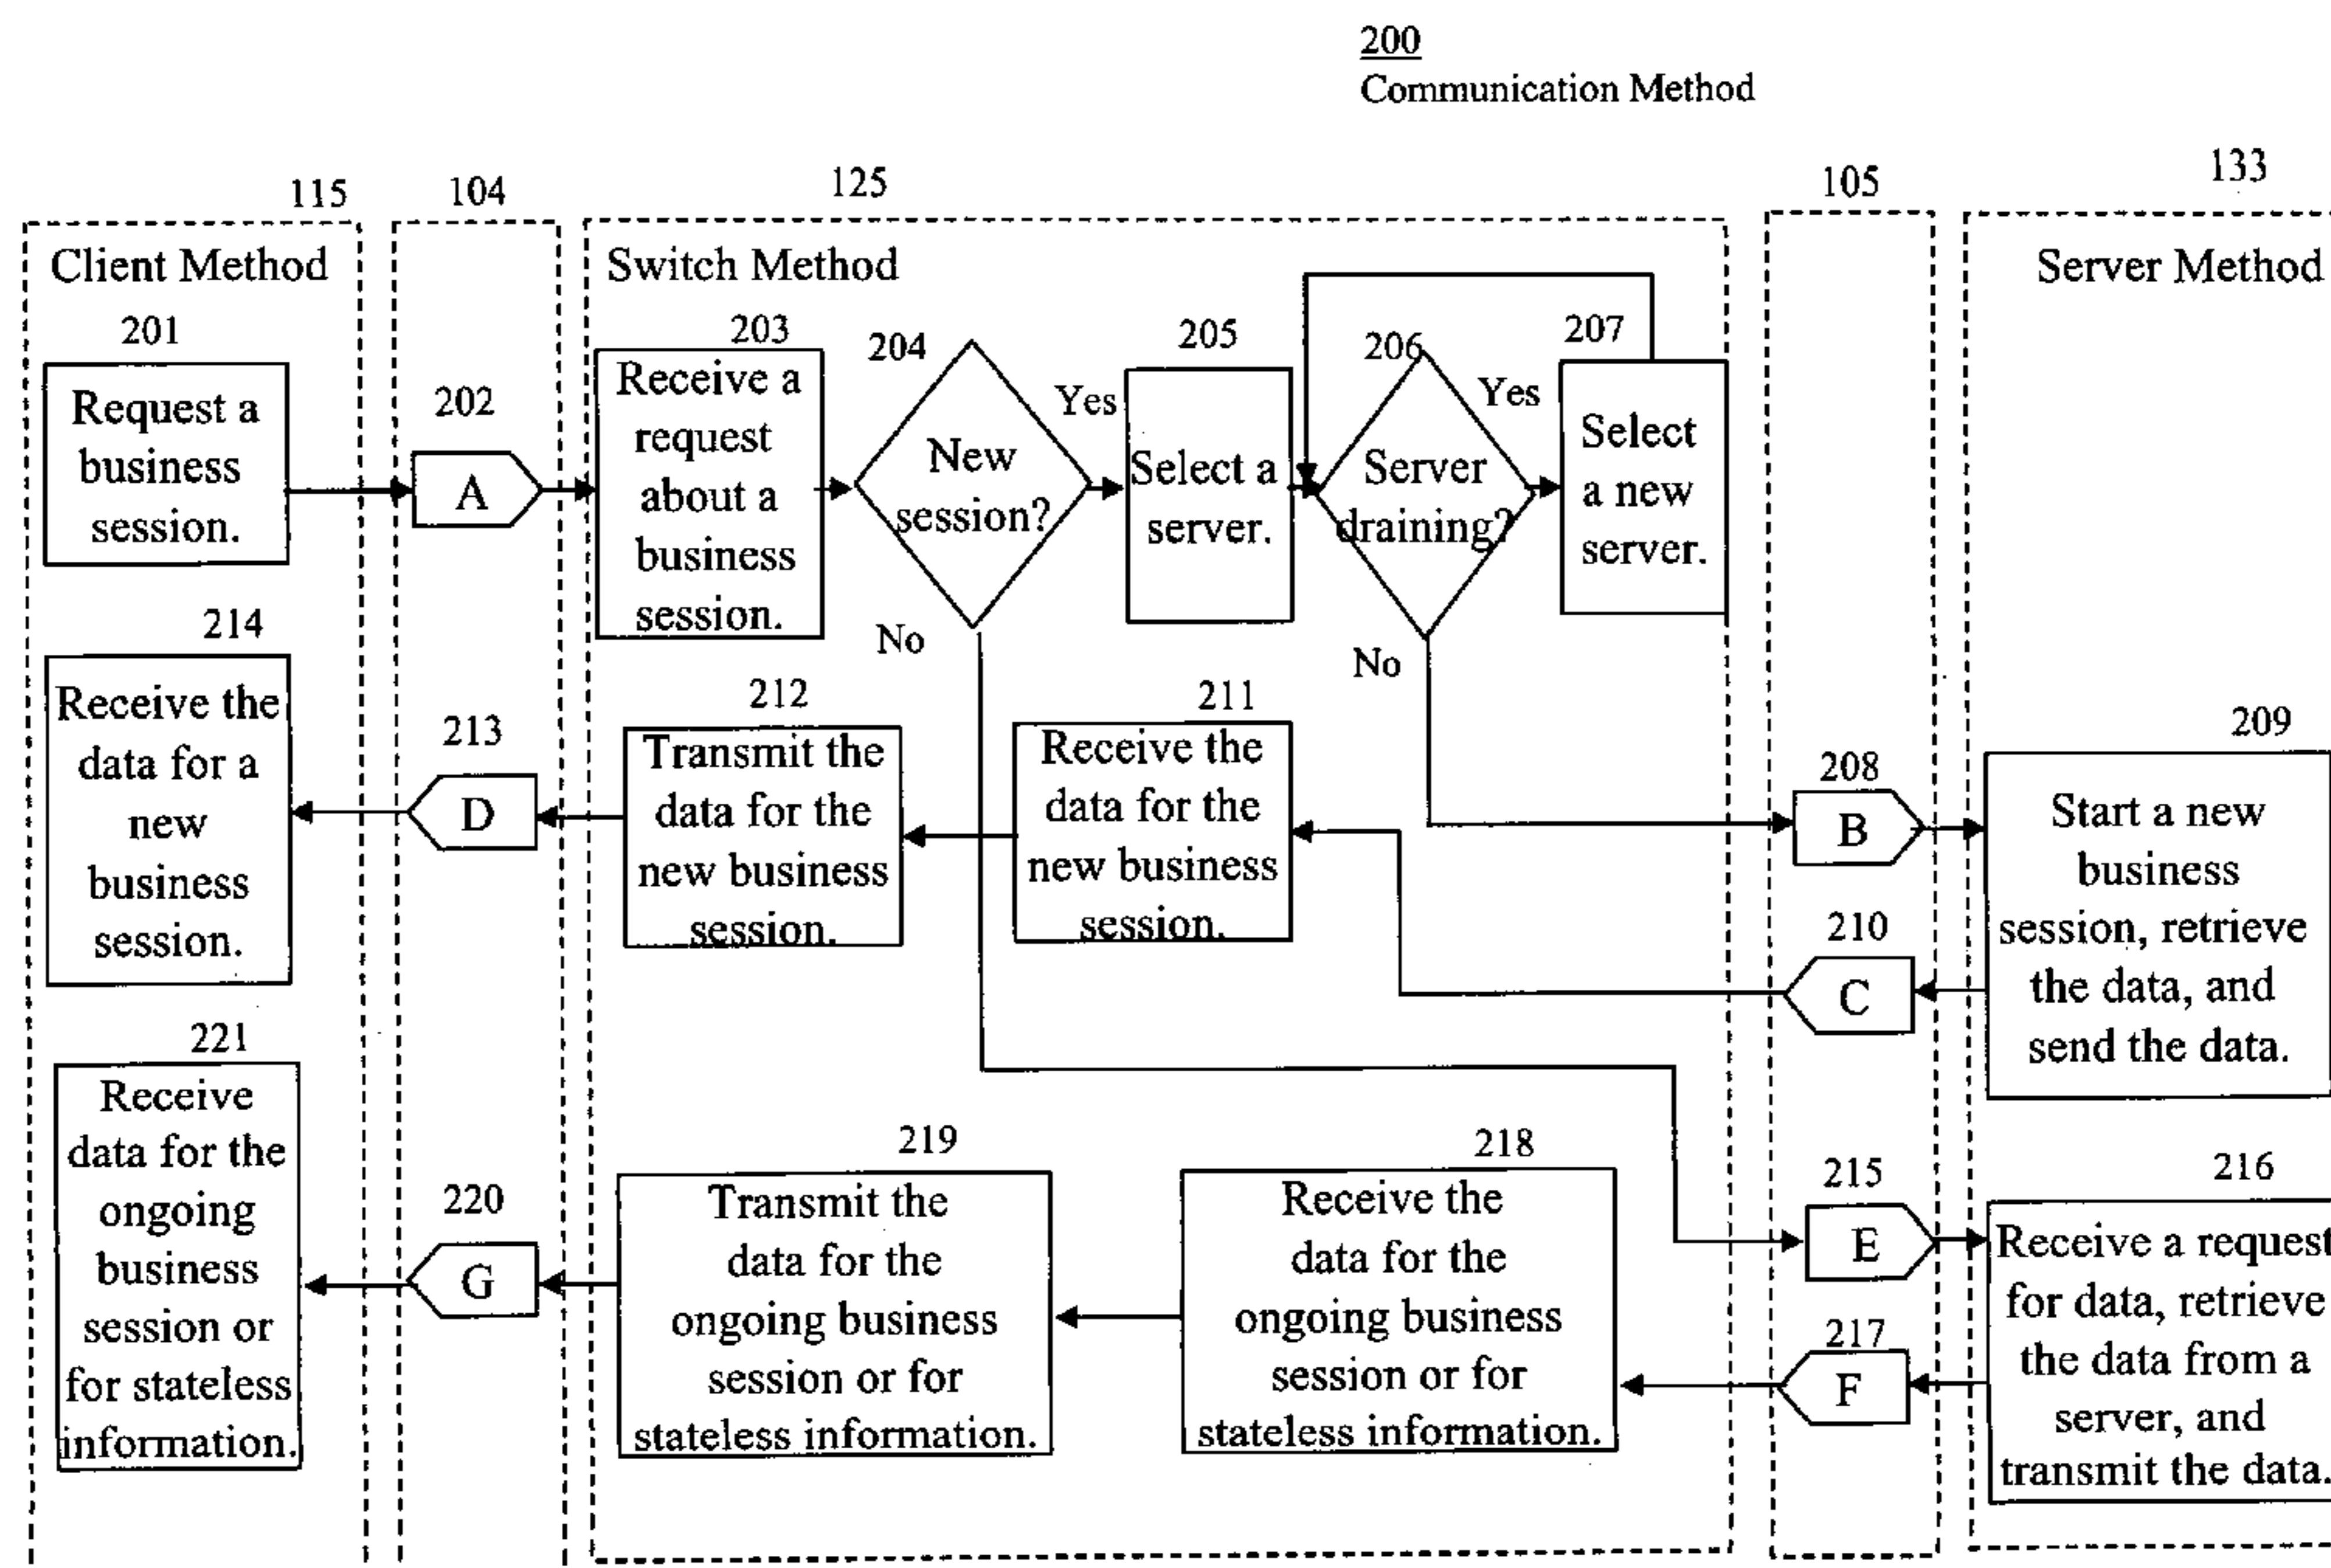 200
Communication Method
115
104
125
105
133
Client Method
Switch Method
Server Method
201
Request a
business
session.
202
A
203
Receive a
request
about a
business
session.
204
New
session?
Yes
No
205
Select a
server.
206
Server
draining?
Yes
No
207
Select
a new
server.
214
Receive the
data for a
new
business
session.
213
D
212
Transmit the
data for the
new business
session.
211
Receive the
data for the
new business
session.
208
B
209
Start a new
business
session, retrieve
the data, and
send the data.
210
C
221
Receive
data for the
ongoing
business
session or
for stateless
information.
220
G
219
Transmit the
data for the
ongoing business
session or for
stateless information.
218
Receive the
data for the
ongoing business
session or for
stateless information.
215
E
216
Receive a request
for data, retrieve
the data from a
server, and
transmit the data.
217
F